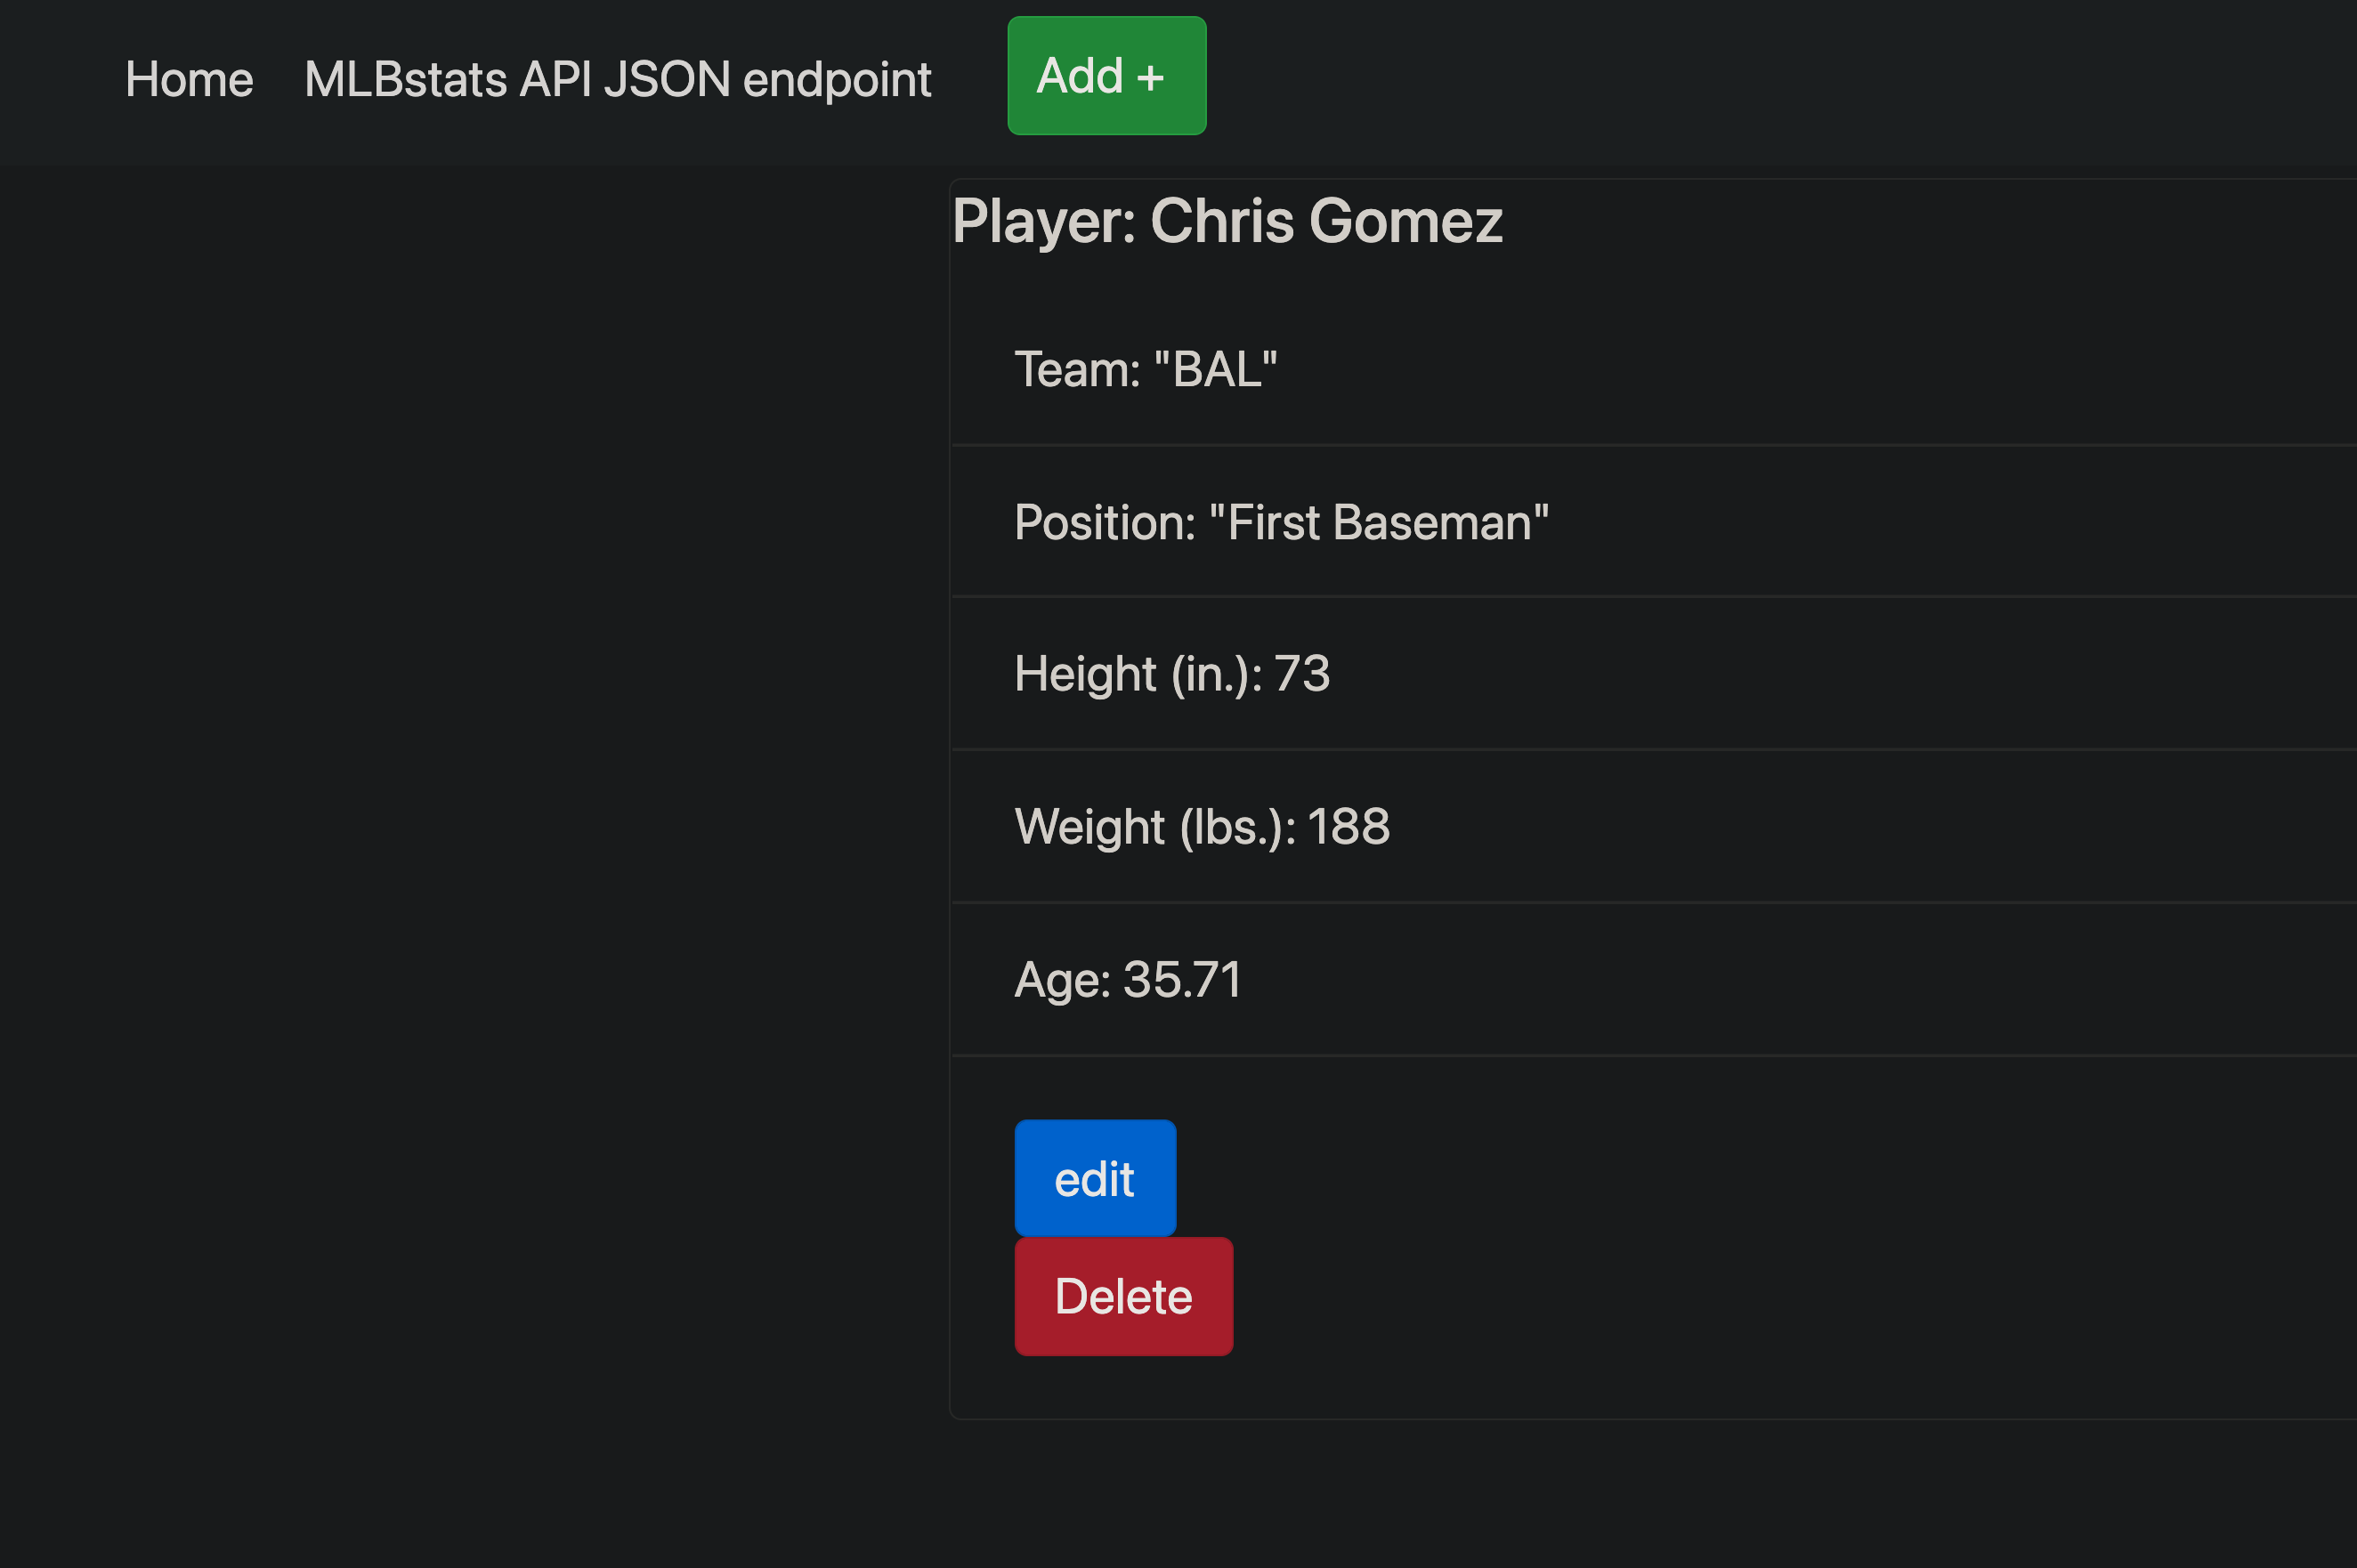 Home MLBstats API JSON endpoint Add +
Player: Chris Gomez
Team: "BAL"
Position: "First Baseman"
Height (in.): 73
Weight (lbs.): 188
Age: 35.71
edit
Delete